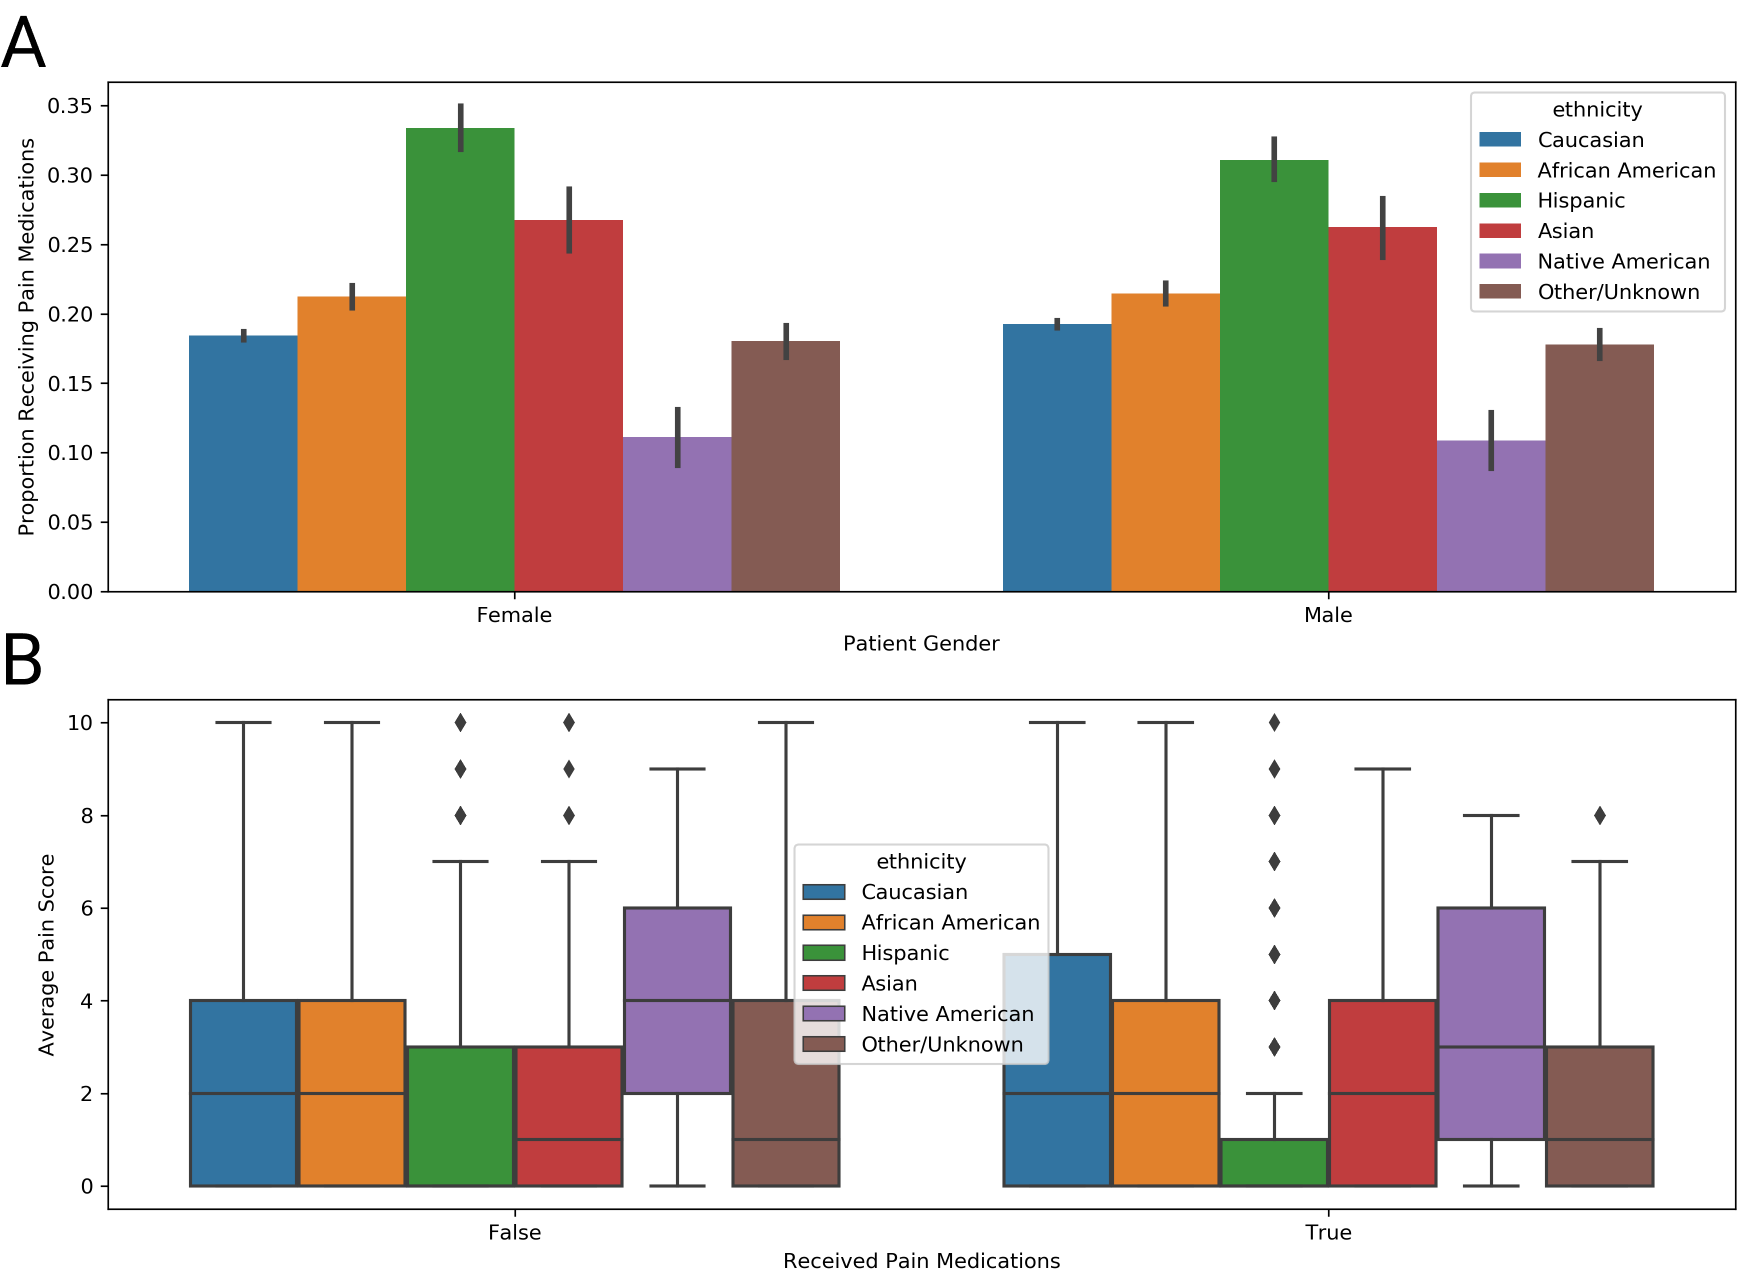 A
Proportion Receiving Pain Medications
0.35
0.30
0.25
0.20
0.15
0.10
0.05
0.00
ethnicity
Caucasian
African American
Hispanic
Asian
Native American
Other/Unknown
Female
Male
Patient Gender
B
Average Pain Score
10
8
6
4
2
0
ethnicity
Caucasian
African American
Hispanic
Asian
Native American
Other/Unknown
False
True
Received Pain Medications